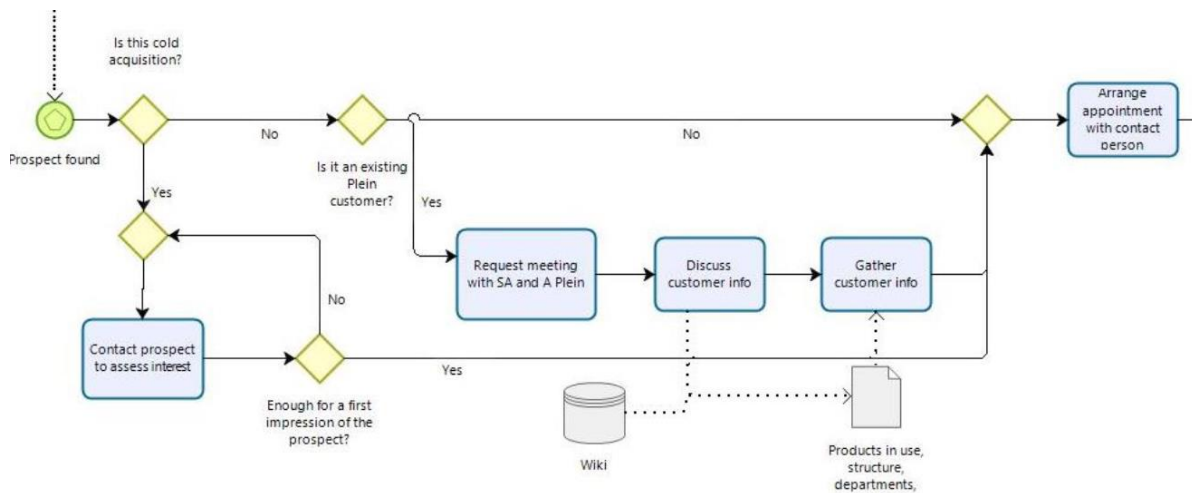 Is this cold
acquisition?
Prospect found
No
Is it an existing
Plein
customer?
No
Arrange
appointment
with contact
person
Yes
Yes
Request meeting
with SA and A Plein
Discuss
customer info
Gather
customer info
No
Contact prospect
to assess interest
Enough for a first
impression of the
prospect?
Yes
Wiki
Products in use,
structure,
departments,